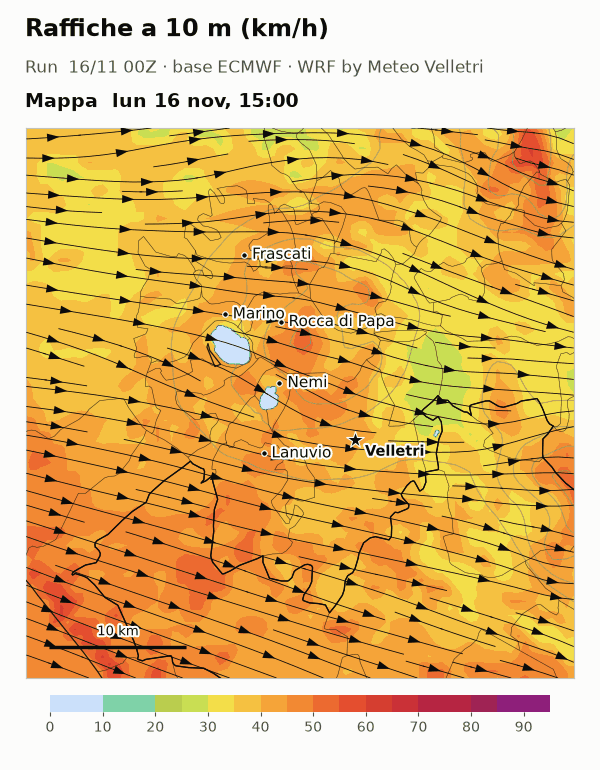 Raffiche a 10 m (km/h)
Run 16/11 00Z · base ECMWF · WRF by Meteo Velletri
Mappa lun 16 nov, 15:00
Frascati
Marino
Rocca di Papa
Nemi
Velletri
Lanuvio
10 km
0 10 20 30 40 50 60 70 80 90